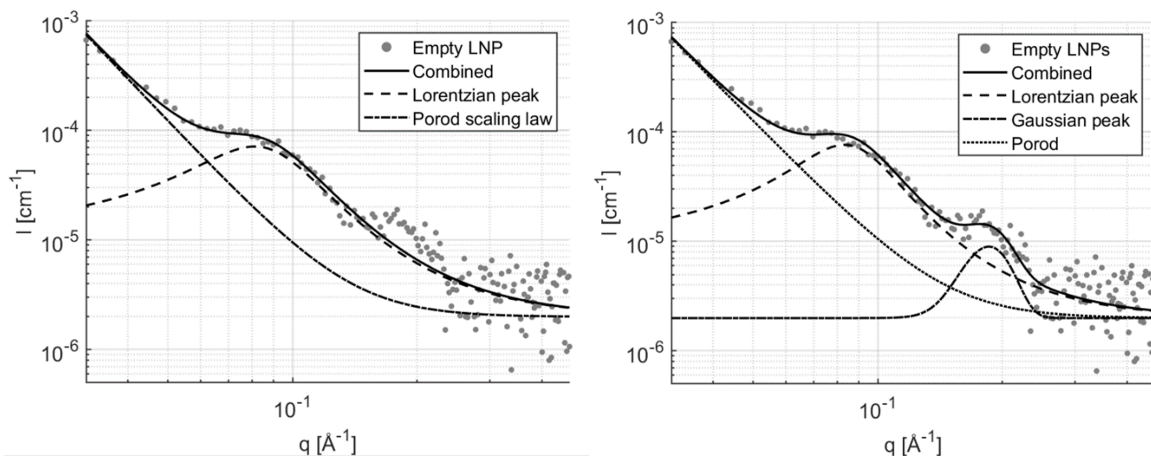 10-3
10-4
10-5
10-6
I [cm-1]
Empty LNP
Combined
Lorentzian peak
Porod scaling law
10-1
q [Å-1]
10-3
10-4
10-5
10-6
I [cm-1]
Empty LNPs
Combined
Lorentzian peak
Gaussian peak
Porod
10-1
q [Å-1]